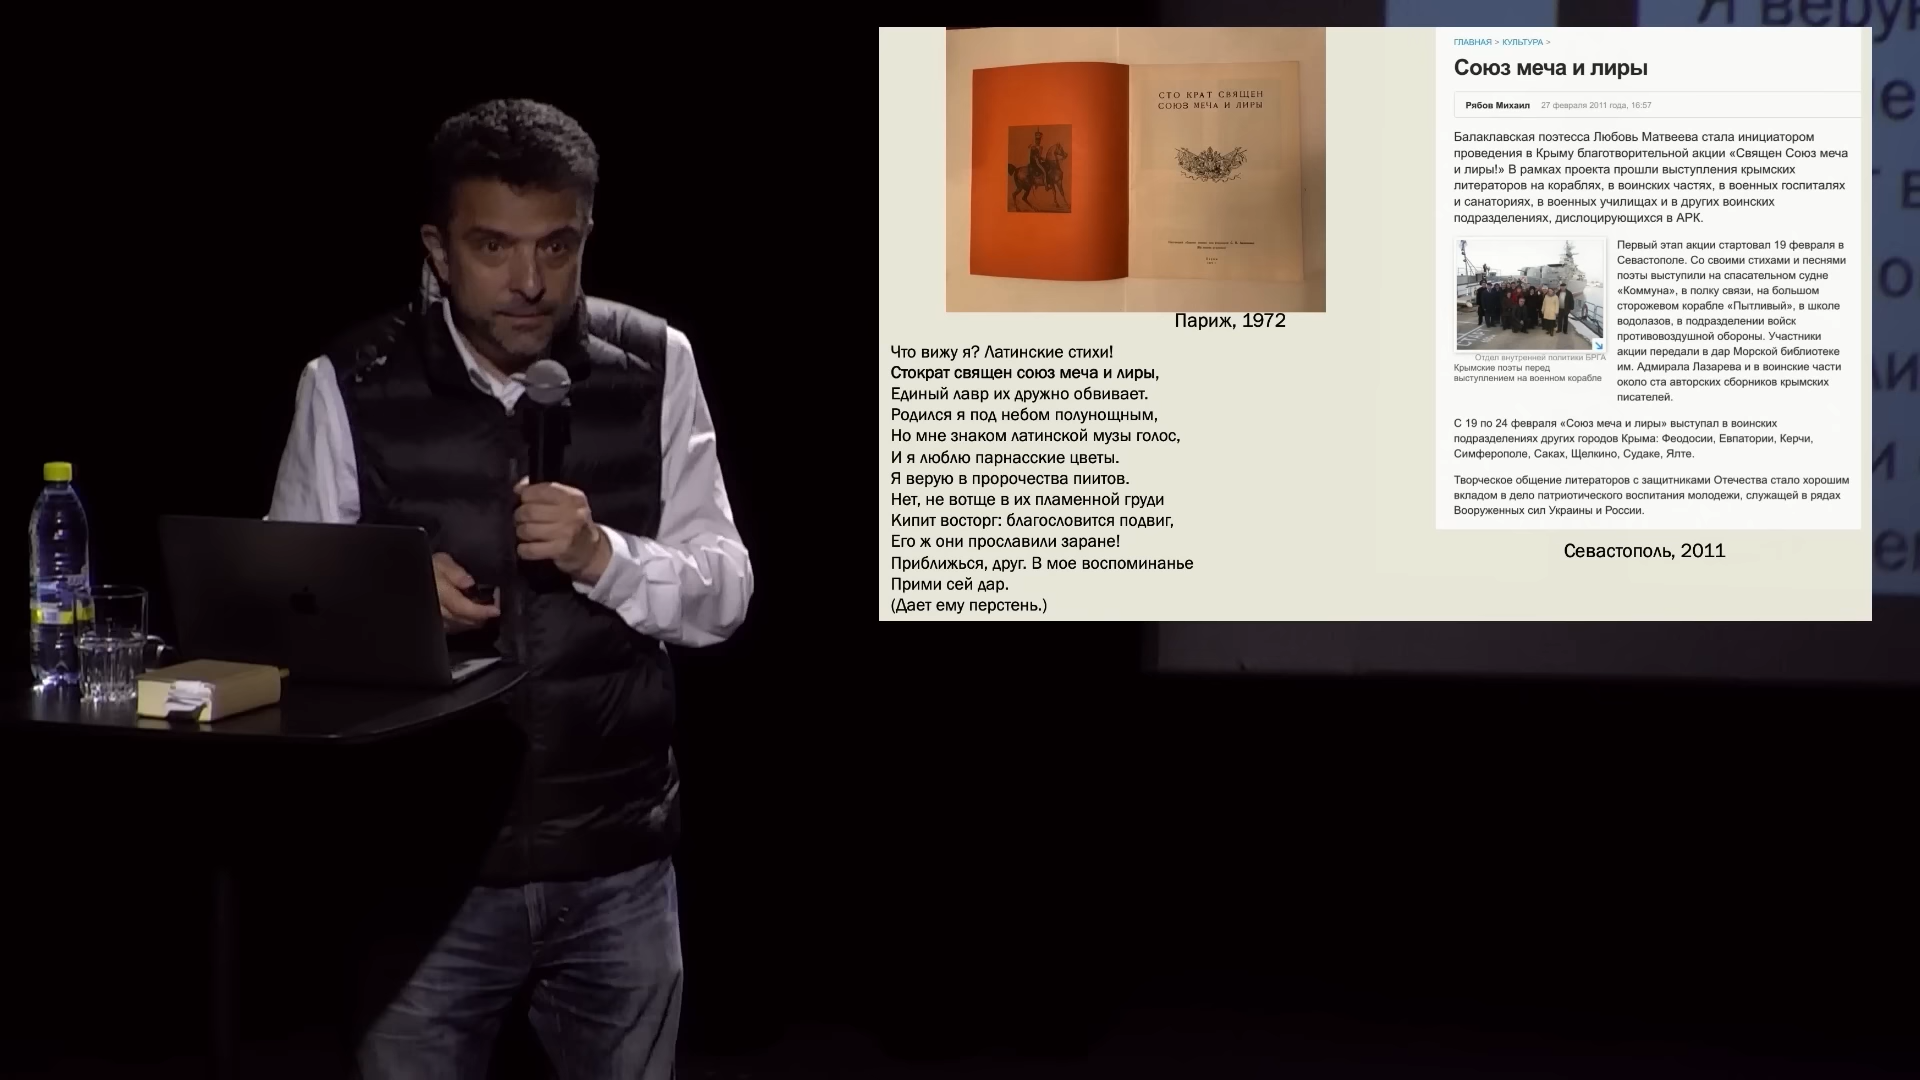 СТО КРАТ СВЯЩЕН
СОЮЗ МЕЧА И ЛИРЫ
Париж, 1972
Что вижу я? Латинские стихи!
Стократ священ союз меча и лиры,
Единый лавр их дружно обвивает.
Родился я под небом полунощным,
Но мне знаком латинской музы голос,
И я люблю парнасские цветы.
Я верую в пророчества пиитов.
Нет, не вотще в их пламенной груди
Кипит восторг: благословится подвиг,
Его ж они прославили заране!
Приближься, друг. В мое воспоминанье
Прими сей дар.
(Дает ему перстень.)
ГЛАВНАЯ > КУЛЬТУРА >
Союз меча и лиры
Рябов Михаил 27 февраля 2011 года, 16:57
Балаклавская поэтесса Любовь Матвеева стала инициатором
проведения в Крыму благотворительной акции «Священ Союз меча
и лиры!» В рамках проекта прошли выступления крымских
литераторов на кораблях, в воинских частях, в военных госпиталях
и санаториях, в военных училищах и в других воинских
подразделениях, дислоцирующихся в АРК.
Первый этап акции стартовал 19 февраля в
Севастополе. Со своими стихами и песнями
поэты выступили на спасательном судне
«Коммуна», в полку связи, на большом
сторожевом корабле «Пытливый», в школе
водолазов, в подразделении войск
противовоздушной обороны. Участники
акции передали в дар Морской библиотеке
им. Адмирала Лазарева и в воинские части
около ста авторских сборников крымских
писателей.
Отдел внутренней политики БРГА
Крымские поэты перед
выступлением на военном корабле
С 19 по 24 февраля «Союз меча и лиры» выступал в воинских
подразделениях других городов Крыма: Феодосии, Евпатории, Керчи,
Симферополе, Саках, Щелкино, Судаке, Ялте.
Творческое общение литераторов с защитниками Отечества стало хорошим
вкладом в дело патриотического воспитания молодежи, служащей в рядах
Вооруженных сил Украины и России.
Севастополь, 2011
Я верую